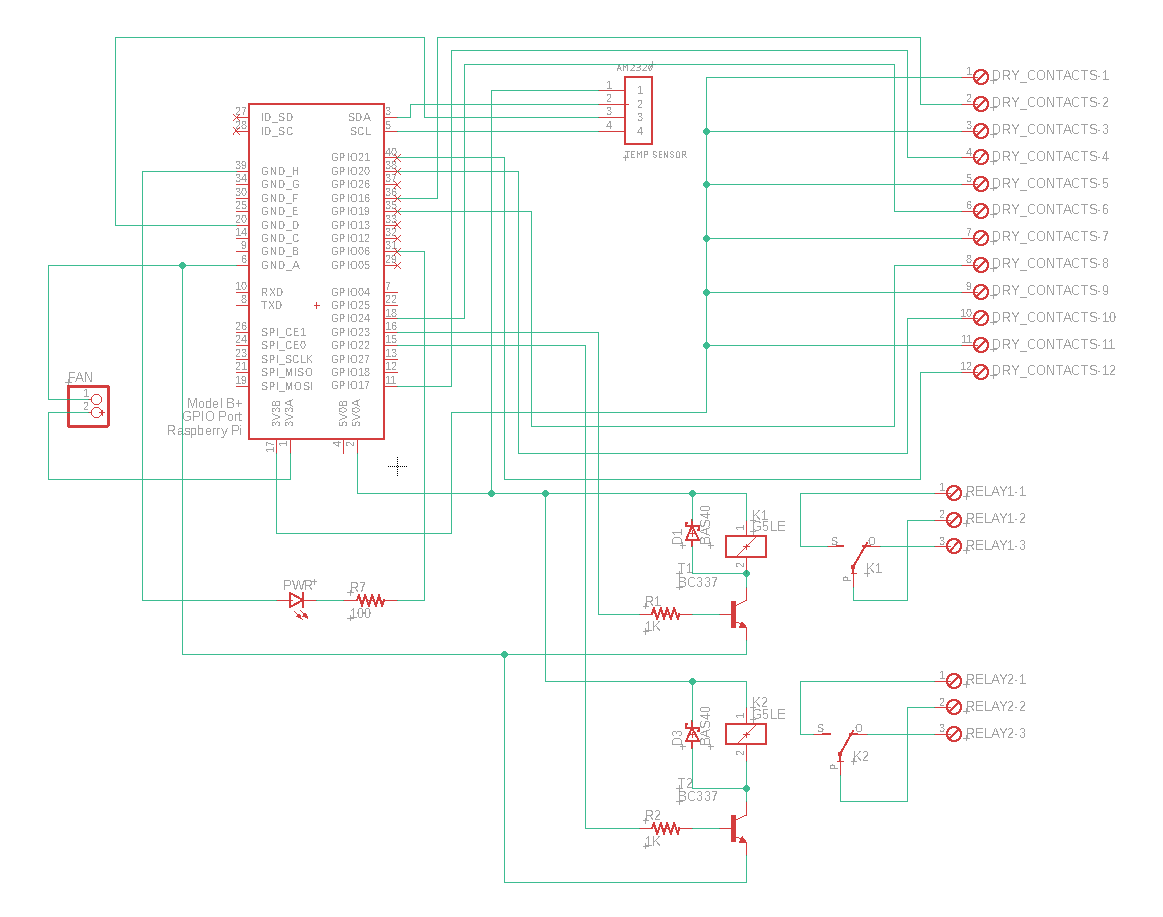 AM2320
1 1
2 2
3 3
4 4
TEMP SENSOR
27 ID_SD SDA 3
28 ID_SC SCL 5
GPIO21 40
39 GND_H GPIO20 38
34 GND_G GPIO26 37
30 GND_F GPIO16 36
25 GND_E GPIO19 35
20 GND_D GPIO13 33
14 GND_C GPIO12 32
9 GND_B GPIO06 31
6 GND_A GPIO05 29
10 RXD GPIO04 7
8 TXD GPIO25 22
GPIO24 18
26 SPI_CE1 GPIO23 16
24 SPI_CE0 GPIO22 15
23 SPI_SCLK GPIO27 13
21 SPI_MISO GPIO18 12
19 SPI_MOSI GPIO17 11
3V3B 3V3A 5V0B 5V0A
17 1 4 2
Model B+
GPIO Port
Raspberry Pi
FAN
1
2
1 DRY_CONTACTS-1
2 DRY_CONTACTS-2
3 DRY_CONTACTS-3
4 DRY_CONTACTS-4
5 DRY_CONTACTS-5
6 DRY_CONTACTS-6
7 DRY_CONTACTS-7
8 DRY_CONTACTS-8
9 DRY_CONTACTS-9
10 DRY_CONTACTS-10
11 DRY_CONTACTS-11
12 DRY_CONTACTS-12
PWR
R7
100
D1
BAS40
K1
G5LE
1
2
T1
BC337
R1
1K
S O
P
K1
1 RELAY1-1
2 RELAY1-2
3 RELAY1-3
D3
BAS40
K2
G5LE
1
2
T2
BC337
R2
1K
S O
P
K2
1 RELAY2-1
2 RELAY2-2
3 RELAY2-3